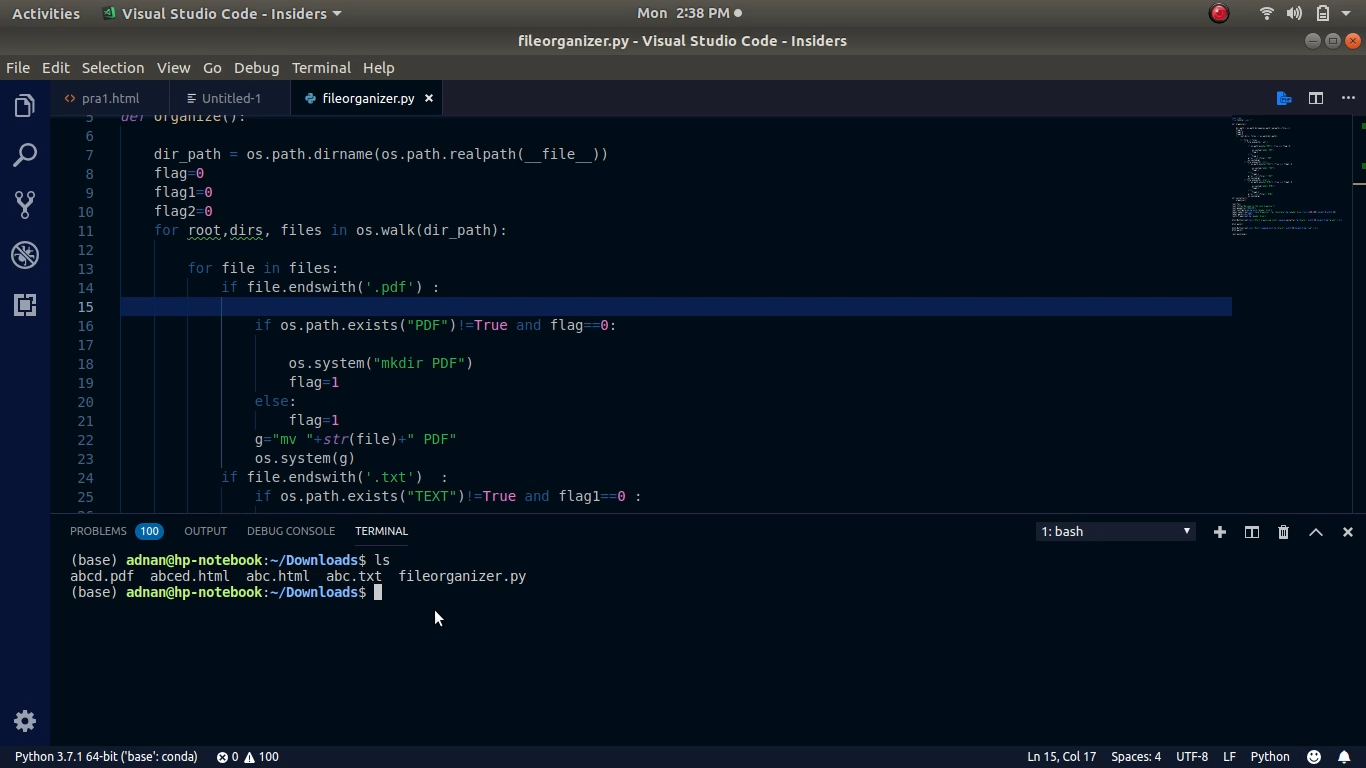 Activities Visual Studio Code - Insiders Mon 2:38 PM
fileorganizer.py - Visual Studio Code - Insiders
File Edit Selection View Go Debug Terminal Help
pra1.html Untitled-1 fileorganizer.py
5 def organize():
6
7 dir_path = os.path.dirname(os.path.realpath(__file__))
8 flag=0
9 flag1=0
10 flag2=0
11 for root,dirs, files in os.walk(dir_path):
12
13 for file in files:
14 if file.endswith('.pdf') :
15
16 if os.path.exists("PDF")!=True and flag==0:
17
18 os.system("mkdir PDF")
19 flag=1
20 else:
21 flag=1
22 g="mv "+str(file)+" PDF"
23 os.system(g)
24 if file.endswith('.txt')  :
25 if os.path.exists("TEXT")!=True and flag1==0 :
PROBLEMS 100 OUTPUT DEBUG CONSOLE TERMINAL 1: bash
(base) adnan@hp-notebook:~/Downloads$ ls
abcd.pdf abced.html abc.html abc.txt fileorganizer.py
(base) adnan@hp-notebook:~/Downloads$
Python 3.7.1 64-bit ('base': conda) 0 100 Ln 15, Col 17 Spaces: 4 UTF-8 LF Python